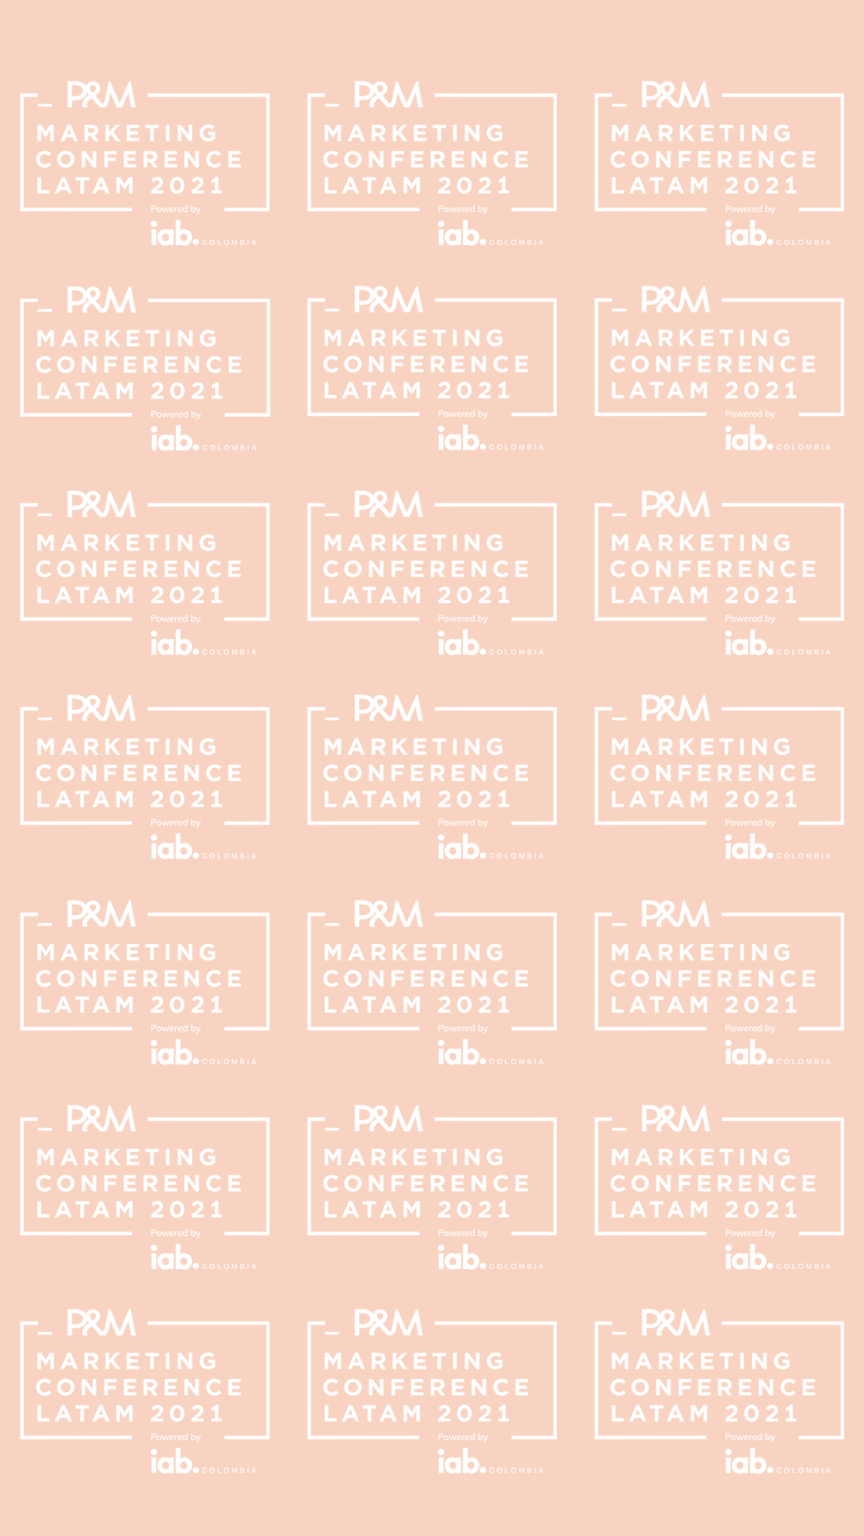 _ P&M _ P&M _ P&M
MARKETING MARKETING MARKETING
CONFERENCE CONFERENCE CONFERENCE
LATAM 2021 LATAM 2021 LATAM 2021
Powered by Powered by Powered by
iab. COLOMBIA iab. COLOMBIA iab. COLOMBIA
_ P&M _ P&M _ P&M
MARKETING MARKETING MARKETING
CONFERENCE CONFERENCE CONFERENCE
LATAM 2021 LATAM 2021 LATAM 2021
Powered by Powered by Powered by
iab. COLOMBIA iab. COLOMBIA iab. COLOMBIA
_ P&M _ P&M _ P&M
MARKETING MARKETING MARKETING
CONFERENCE CONFERENCE CONFERENCE
LATAM 2021 LATAM 2021 LATAM 2021
Powered by Powered by Powered by
iab. COLOMBIA iab. COLOMBIA iab. COLOMBIA
_ P&M _ P&M _ P&M
MARKETING MARKETING MARKETING
CONFERENCE CONFERENCE CONFERENCE
LATAM 2021 LATAM 2021 LATAM 2021
Powered by Powered by Powered by
iab. COLOMBIA iab. COLOMBIA iab. COLOMBIA
_ P&M _ P&M _ P&M
MARKETING MARKETING MARKETING
CONFERENCE CONFERENCE CONFERENCE
LATAM 2021 LATAM 2021 LATAM 2021
Powered by Powered by Powered by
iab. COLOMBIA iab. COLOMBIA iab. COLOMBIA
_ P&M _ P&M _ P&M
MARKETING MARKETING MARKETING
CONFERENCE CONFERENCE CONFERENCE
LATAM 2021 LATAM 2021 LATAM 2021
Powered by Powered by Powered by
iab. COLOMBIA iab. COLOMBIA iab. COLOMBIA
_ P&M _ P&M _ P&M
MARKETING MARKETING MARKETING
CONFERENCE CONFERENCE CONFERENCE
LATAM 2021 LATAM 2021 LATAM 2021
Powered by Powered by Powered by
iab. COLOMBIA iab. COLOMBIA iab. COLOMBIA